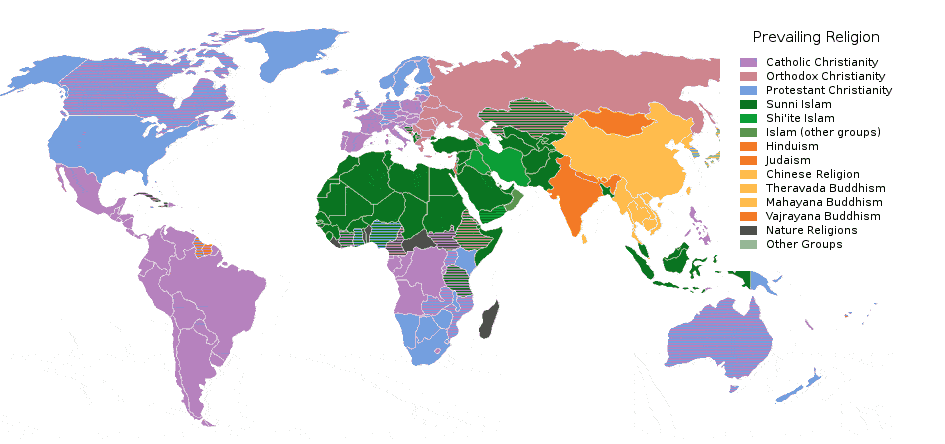 Prevailing Religion
Catholic Christianity
Orthodox Christianity
Protestant Christianity
Sunni Islam
Shi'ite Islam
Islam (other groups)
Hinduism
Judaism
Chinese Religion
Theravada Buddhism
Mahayana Buddhism
Vajrayana Buddhism
Nature Religions
Other Groups